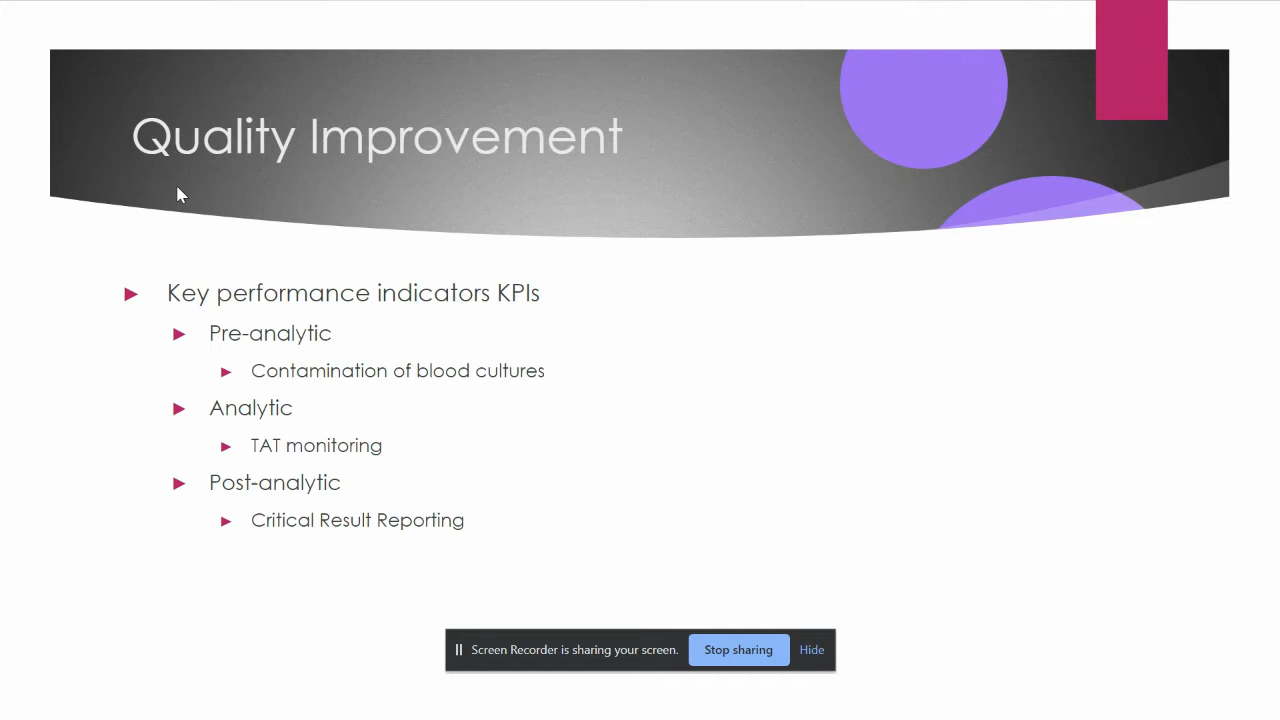 Quality Improvement
Key performance indicators KPIs
Pre-analytic
Contamination of blood cultures
Analytic
TAT monitoring
Post-analytic
Critical Result Reporting
Screen Recorder is sharing your screen. Stop sharing Hide